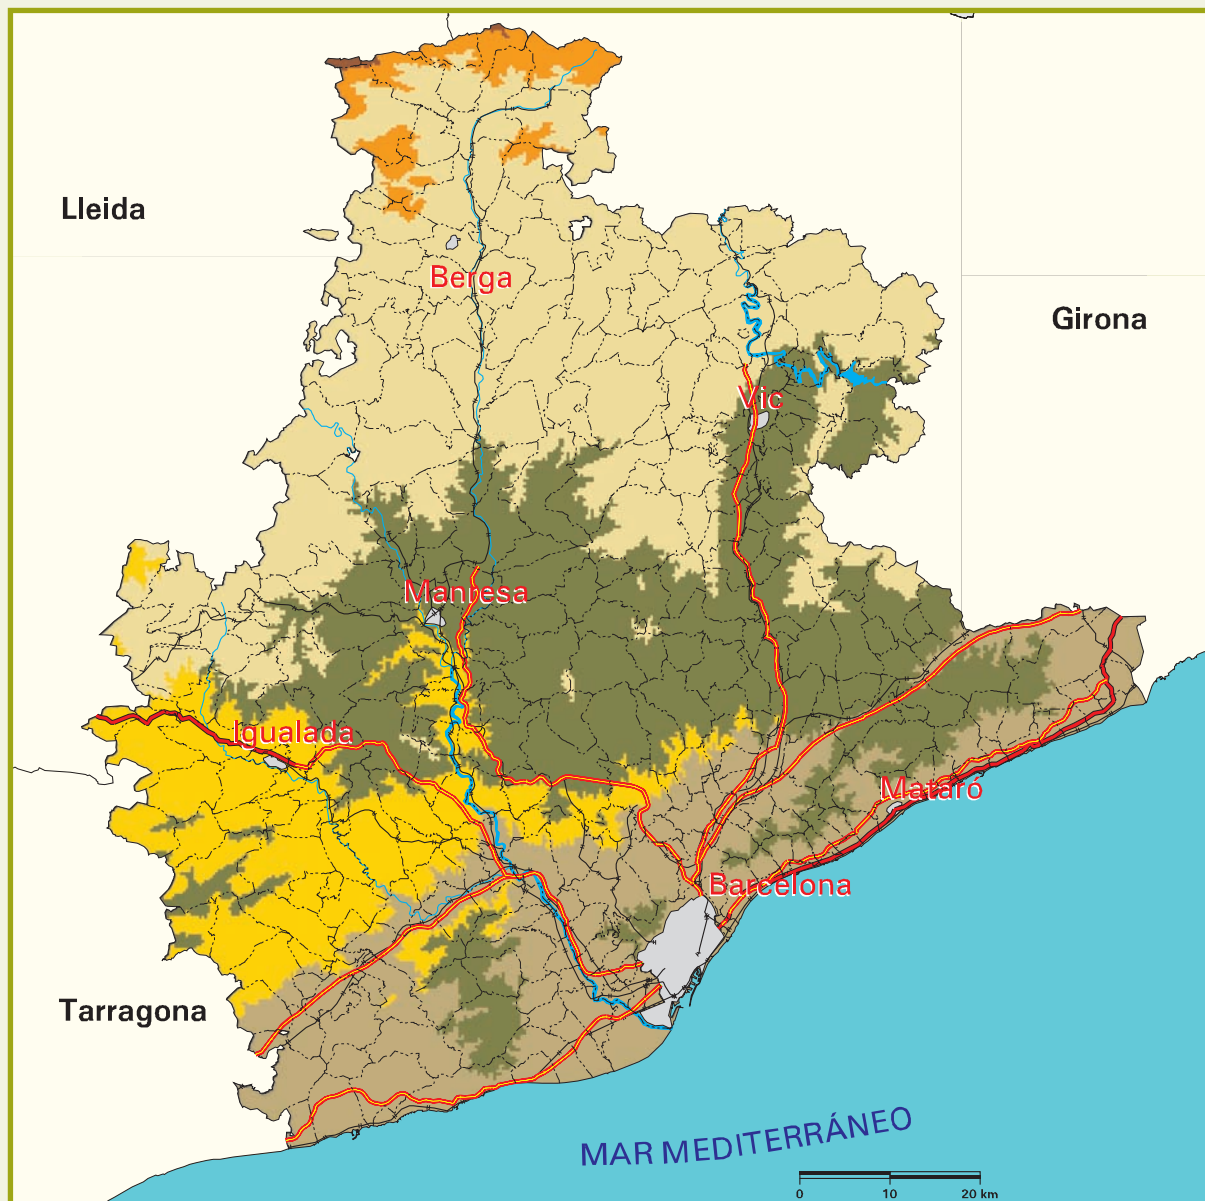 Lleida
Berga
Girona
Vic
Manresa
Igualada
Mataró
Barcelona
Tarragona
MAR MEDITERRÁNEO
0 10 20 km